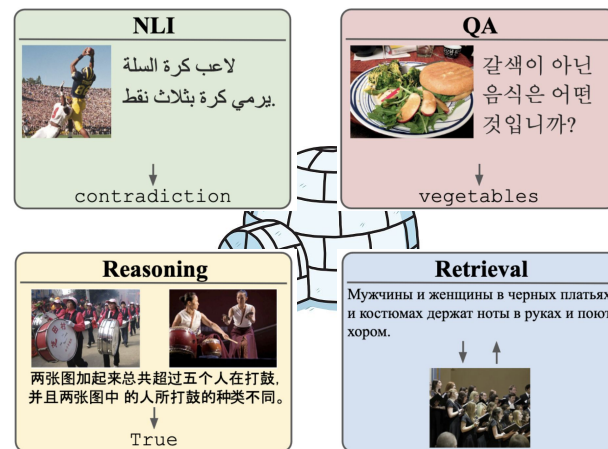 NLI
لاعب كرة السلة
يرمي كرة بثلاث نقط.
contradiction
QA
갈색이 아닌
음식은 어떤
것입니까?
vegetables
Reasoning
两张图加起来总共超过五个人在打鼓,
并且两张图中 的人所打鼓的种类不同。
True
Retrieval
Мужчины и женщины в черных платьях
и костюмах держат ноты в руках и поют
хором.